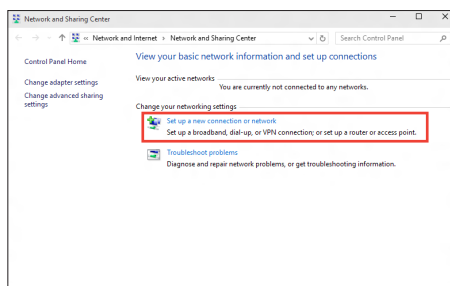 Network and Sharing Center
« Network and Internet › Network and Sharing Center
Search Control Panel
Control Panel Home
Change adapter settings
Change advanced sharing
settings
View your basic network information and set up connections
View your active networks
You are currently not connected to any networks.
Change your networking settings
Set up a new connection or network
Set up a broadband, dial-up, or VPN connection; or set up a router or access point.
Troubleshoot problems
Diagnose and repair network problems, or get troubleshooting information.